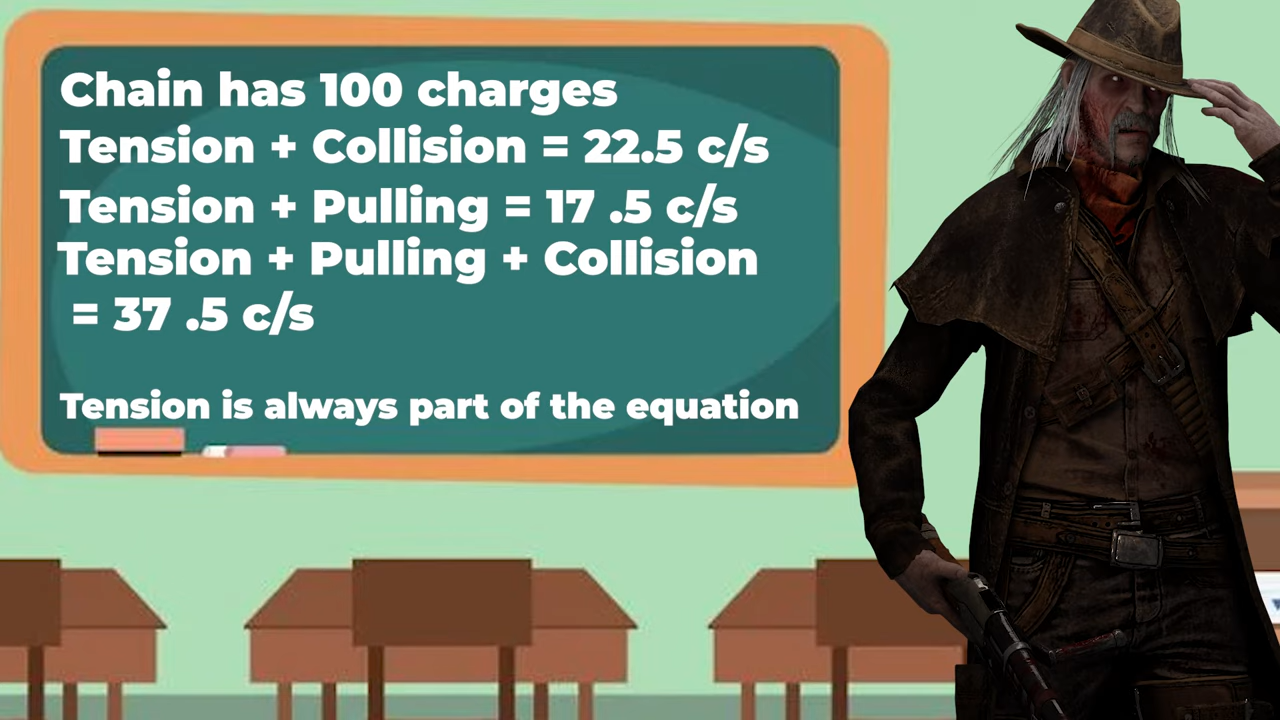 Chain has 100 charges
Tension + Collision = 22.5 c/s
Tension + Pulling = 17 .5 c/s
Tension + Pulling + Collision
= 37 .5 c/s
Tension is always part of the equation